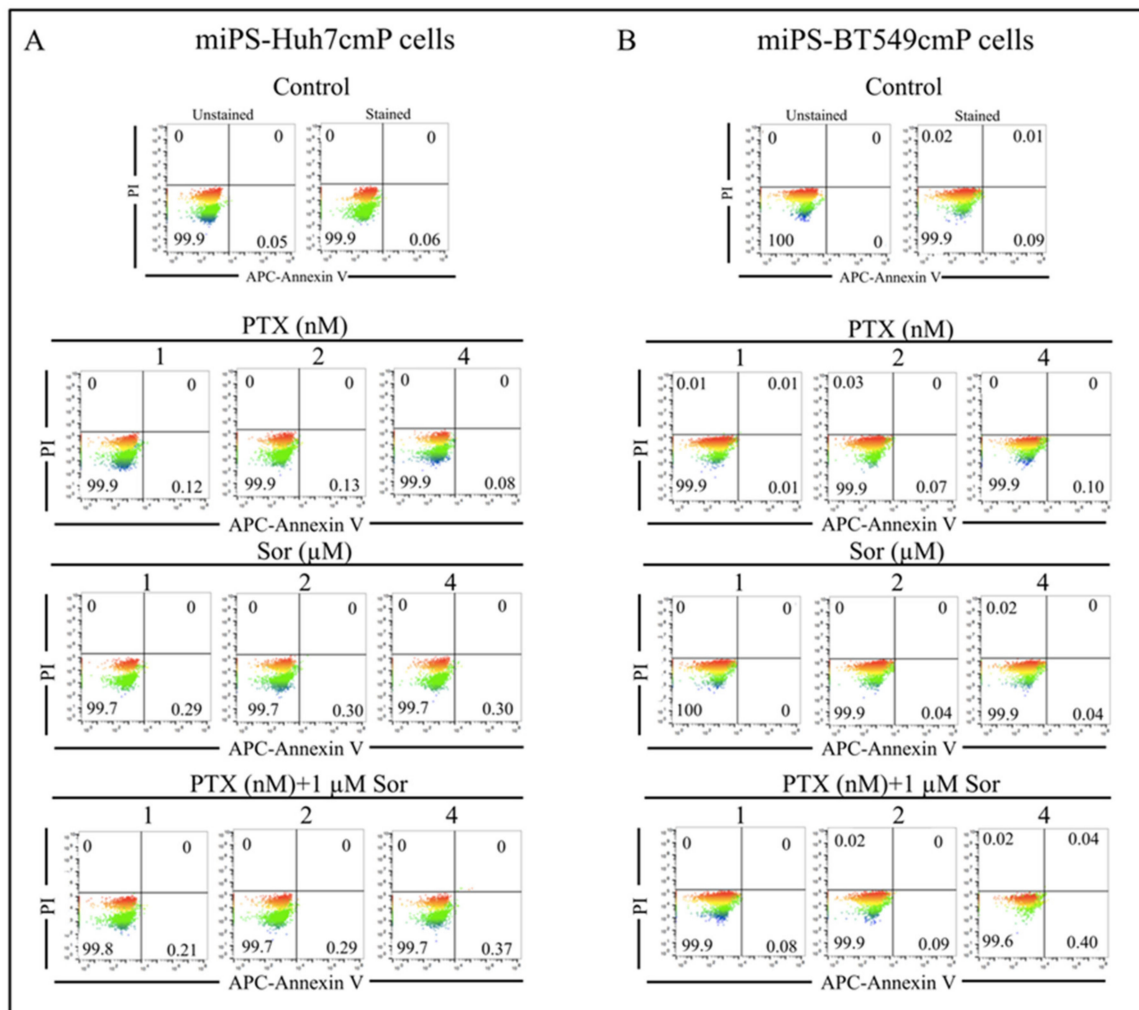 A miPS-Huh7cmP cells
Control
Unstained Stained
0 0 0 0
PI
99.9 0.05 99.9 0.06
APC-Annexin V
PTX (nM)
1 2 4
0 0 0 0 0 0
PI
99.9 0.12 99.9 0.13 99.9 0.08
APC-Annexin V
Sor (µM)
1 2 4
0 0 0 0 0 0
PI
99.7 0.29 99.7 0.30 99.7 0.30
APC-Annexin V
PTX (nM)+1 µM Sor
1 2 4
0 0 0 0 0 0
PI
99.8 0.21 99.7 0.29 99.7 0.37
APC-Annexin V
B miPS-BT549cmP cells
Control
Unstained Stained
0 0 0.02 0.01
PI
100 0 99.9 0.09
APC-Annexin V
PTX (nM)
1 2 4
0.01 0.01 0.03 0 0 0
PI
99.9 0.01 99.9 0.07 99.9 0.10
APC-Annexin V
Sor (µM)
1 2 4
0 0 0 0 0.02 0
PI
100 0 99.9 0.04 99.9 0.04
APC-Annexin V
PTX (nM)+1 µM Sor
1 2 4
0 0 0.02 0 0.02 0.04
PI
99.9 0.08 99.9 0.09 99.6 0.40
APC-Annexin V